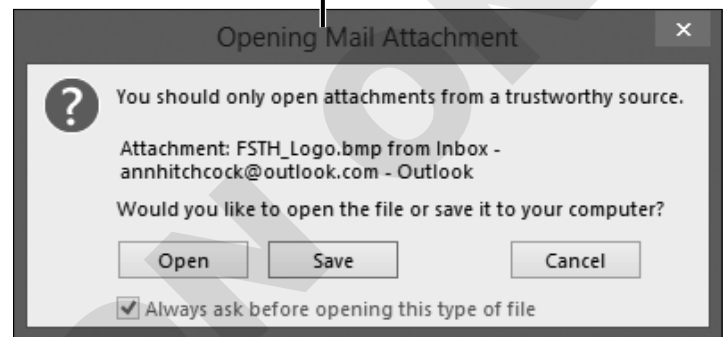 Opening Mail Attachment
You should only open attachments from a trustworthy source.
Attachment: FSTH_Logo.bmp from Inbox -
annhitchcock@outlook.com - Outlook
Would you like to open the file or save it to your computer?
Open Save Cancel
Always ask before opening this type of file